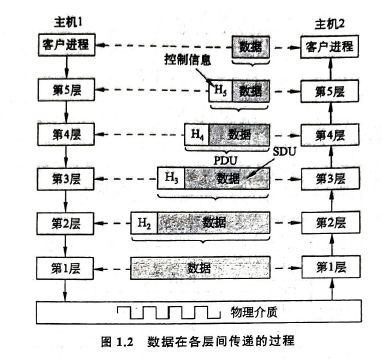 主机1
主机2
客户进程
数据
客户进程
控制信息
第5层
H5
数据
第5层
第4层
H4
数据
第4层
PDU
SDU
第3层
H3
数据
第3层
第2层
H2
数据
第2层
第1层
数据
第1层
物理介质
图 1.2 数据在各层间传递的过程